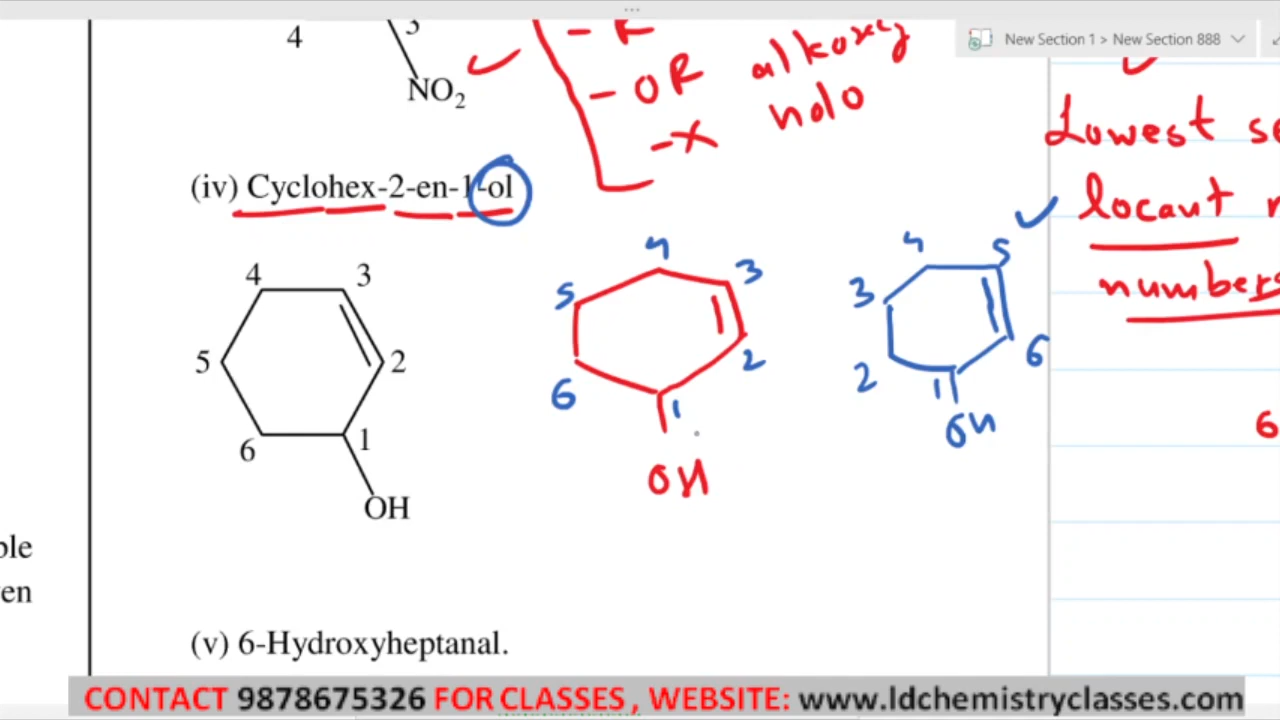 New Section 1 > New Section 888
4
3
NO2
- R
- OR alkoxy
-X halo
Lowest
locant
numbers
(iv) Cyclohex-2-en-1-ol
4 3
5 2
6 1
OH
4
5 3
6 2
1
OH
4 5
3
2 6
1
OH
6
ble
en
(v) 6-Hydroxyheptanal.
CONTACT 9878675326 FOR CLASSES , WEBSITE: www.ldchemistryclasses.com